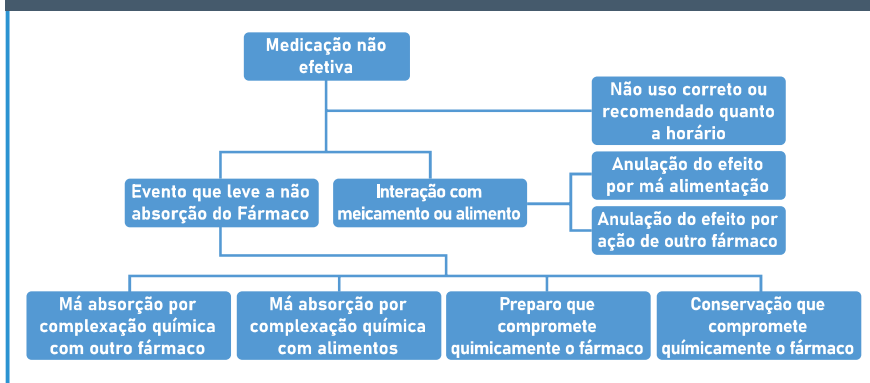 Medicação não
efetiva
Não uso correto ou
recomendado quanto
a horário
Evento que leve a não
absorção do Fármaco
Interação com
meicamento ou alimento
Anulação do efeito
por má alimentação
Anulação do efeito por
ação de outro fármaco
Má absorção por
complexação química
com outro fármaco
Má absorção por
complexação química
com alimentos
Preparo que
compromete
quimicamente o fármaco
Conservação que
compromete
químicamente o fármaco